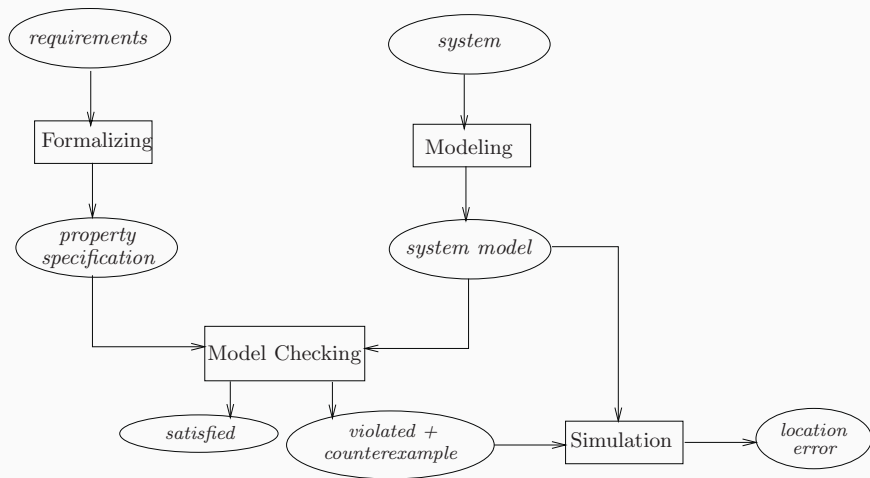 requirements
system
Formalizing
Modeling
property
specification
system model
Model Checking
satisfied
violated +
counterexample
Simulation
location
error